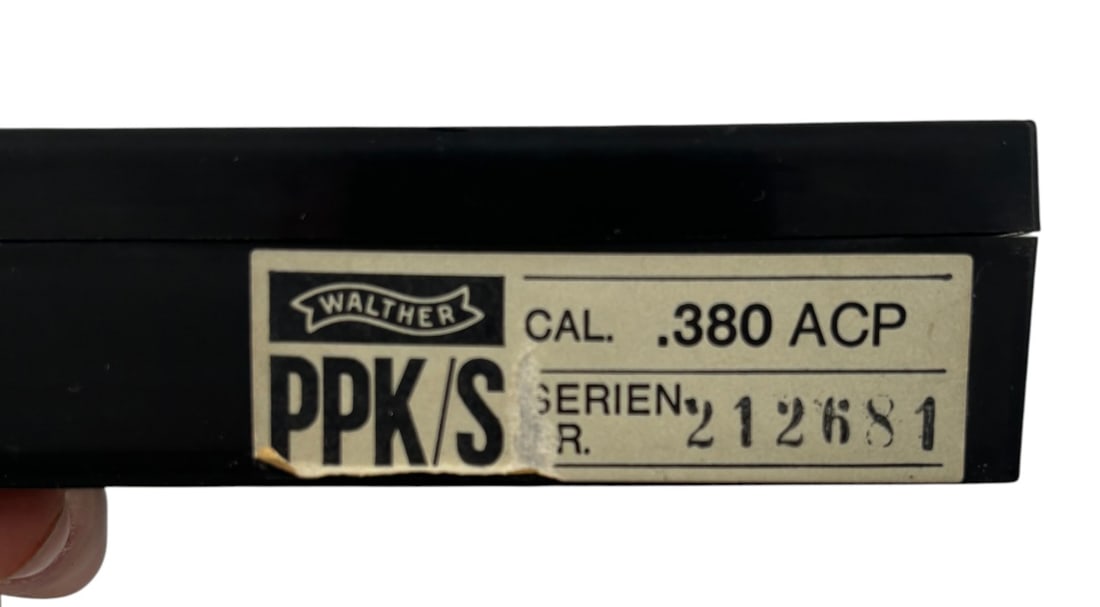 WALTHER
PPK/S
CAL. .380 ACP
SERIEN 212681
R.